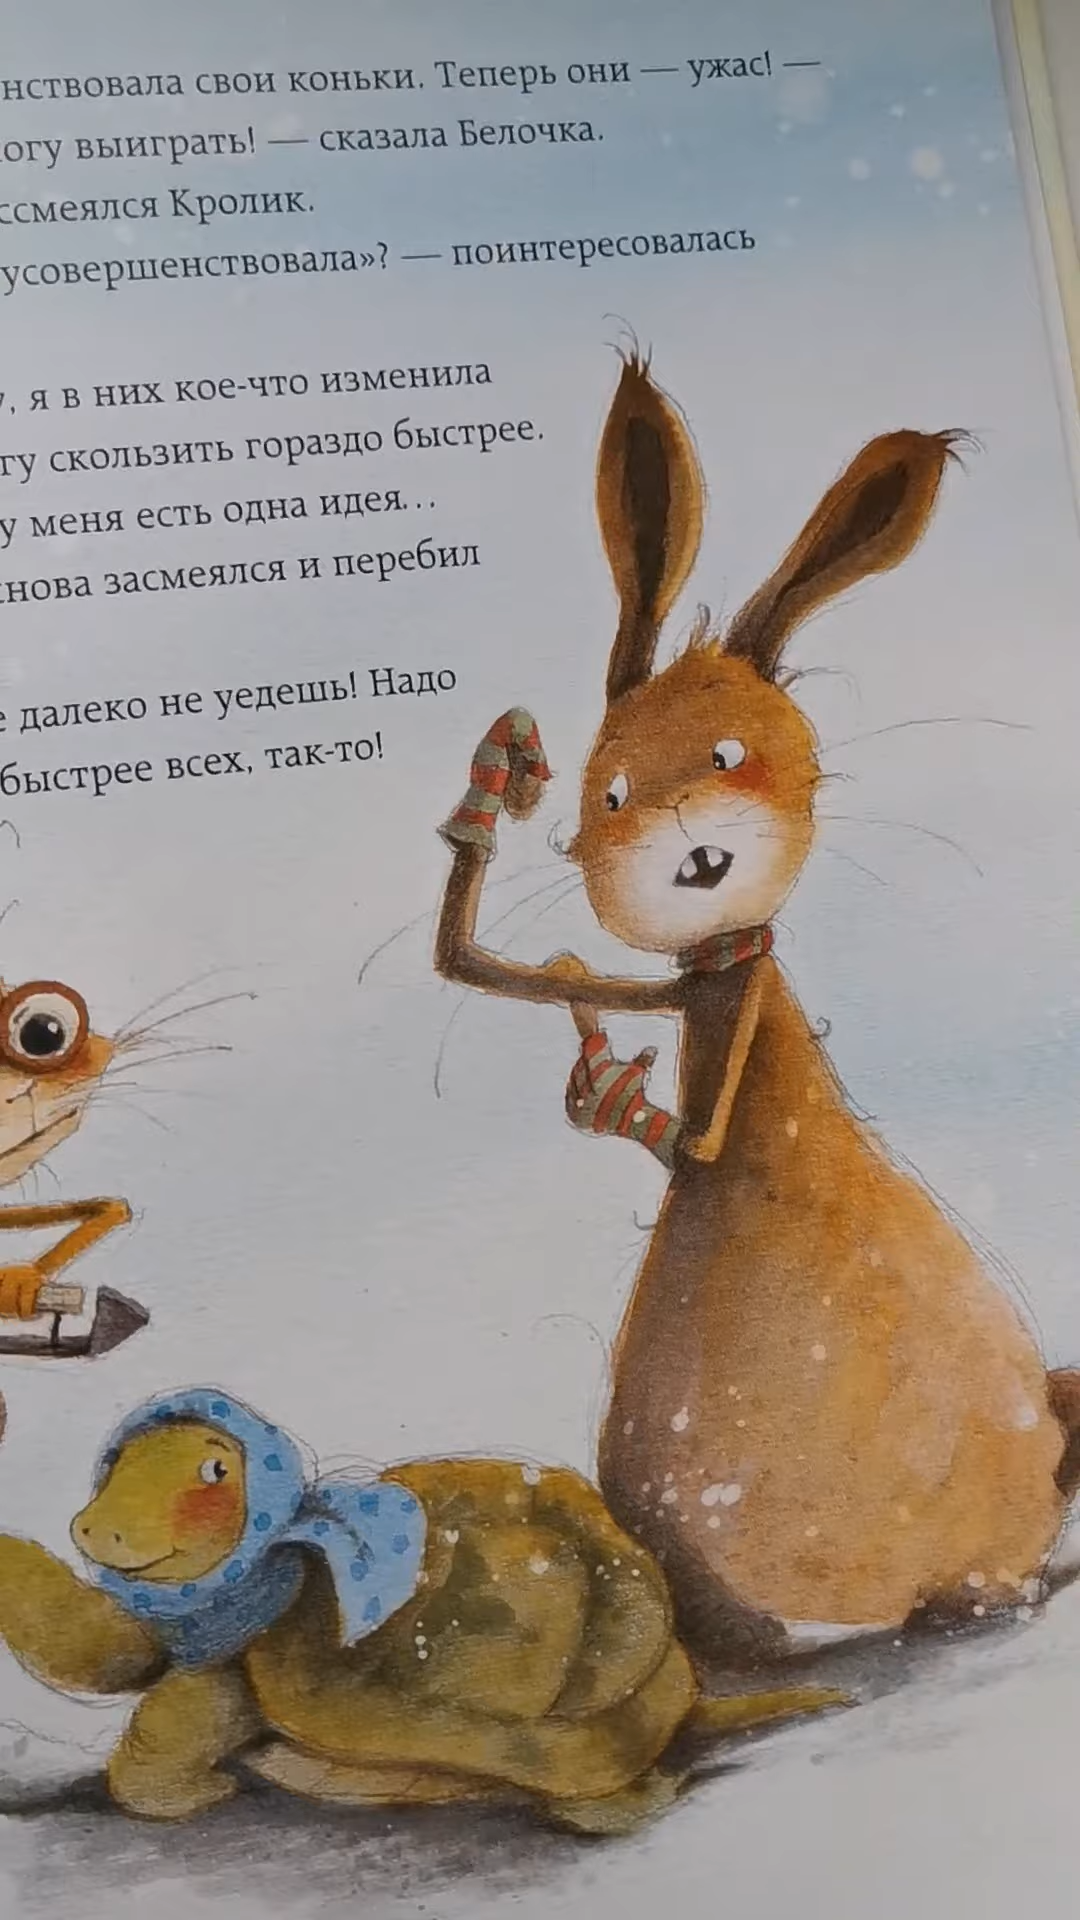 нствовала свои коньки. Теперь они — ужас! —
огу выиграть! — сказала Белочка.
ссмеялся Кролик.
усовершенствовала»? — поинтересовалась
, я в них кое-что изменила
гу скользить гораздо быстрее.
у меня есть одна идея...
снова засмеялся и перебил
е далеко не уедешь! Надо
быстрее всех, так-то!